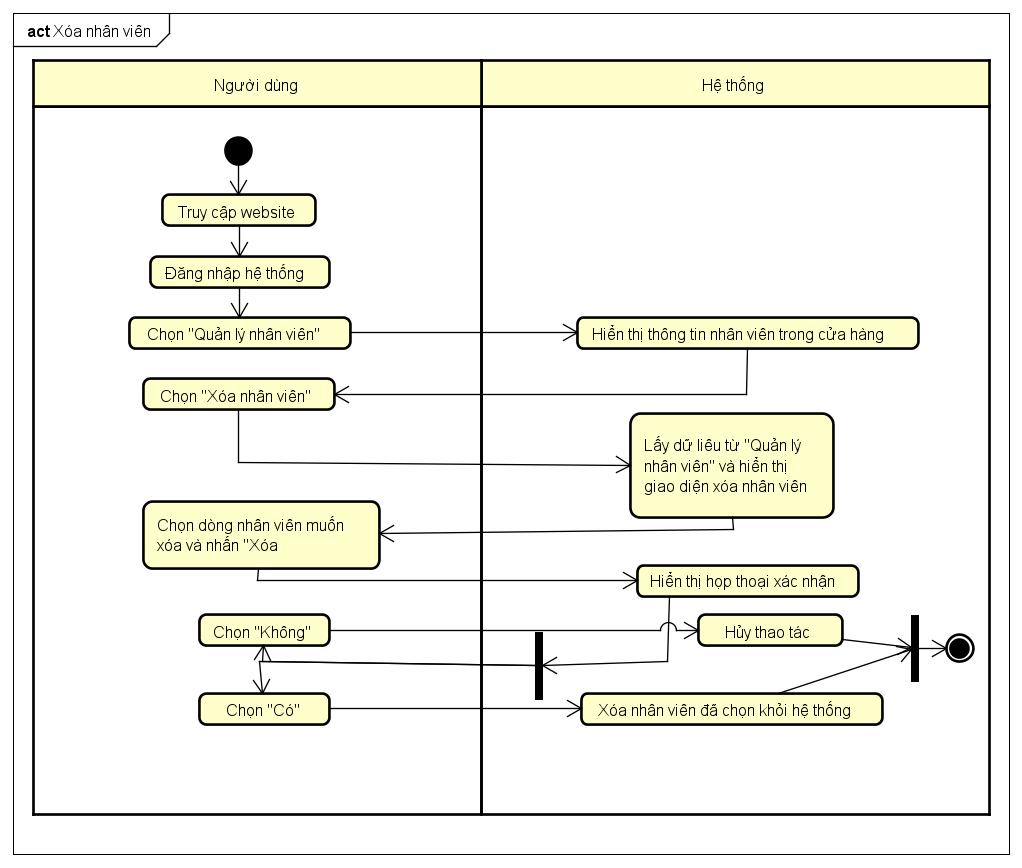 act Xóa nhân viên
Người dùng
Hệ thống
Truy cập website
Đăng nhập hệ thống
Chọn "Quản lý nhân viên"
Hiển thị thông tin nhân viên trong cửa hàng
Chọn "Xóa nhân viên"
Lấy dữ liêu từ "Quản lý
nhân viên" và hiển thị
giao diện xóa nhân viên
Chọn dòng nhân viên muốn
xóa và nhấn "Xóa
Hiển thị họp thoại xác nhận
Chọn "Không"
Hủy thao tác
Chọn "Có"
Xóa nhân viên đã chọn khỏi hệ thống